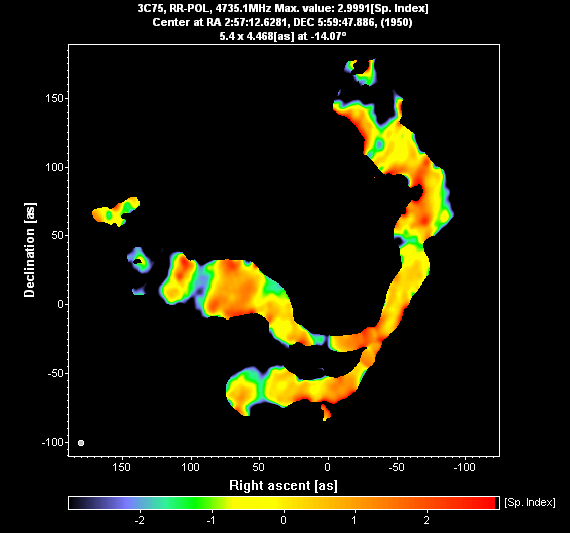 3C75, RR-POL, 4735.1MHz Max. value: 2.9991[Sp. Index]
Center at RA 2:57:12.6281, DEC 5:59:47.886, (1950)
5.4 x 4.468[as] at -14.07°
150
100
50
0
-50
-100
Declination [as]
150
100
50
0
-50
-100
Right ascent [as]
[Sp. Index]
-2
-1
0
1
2